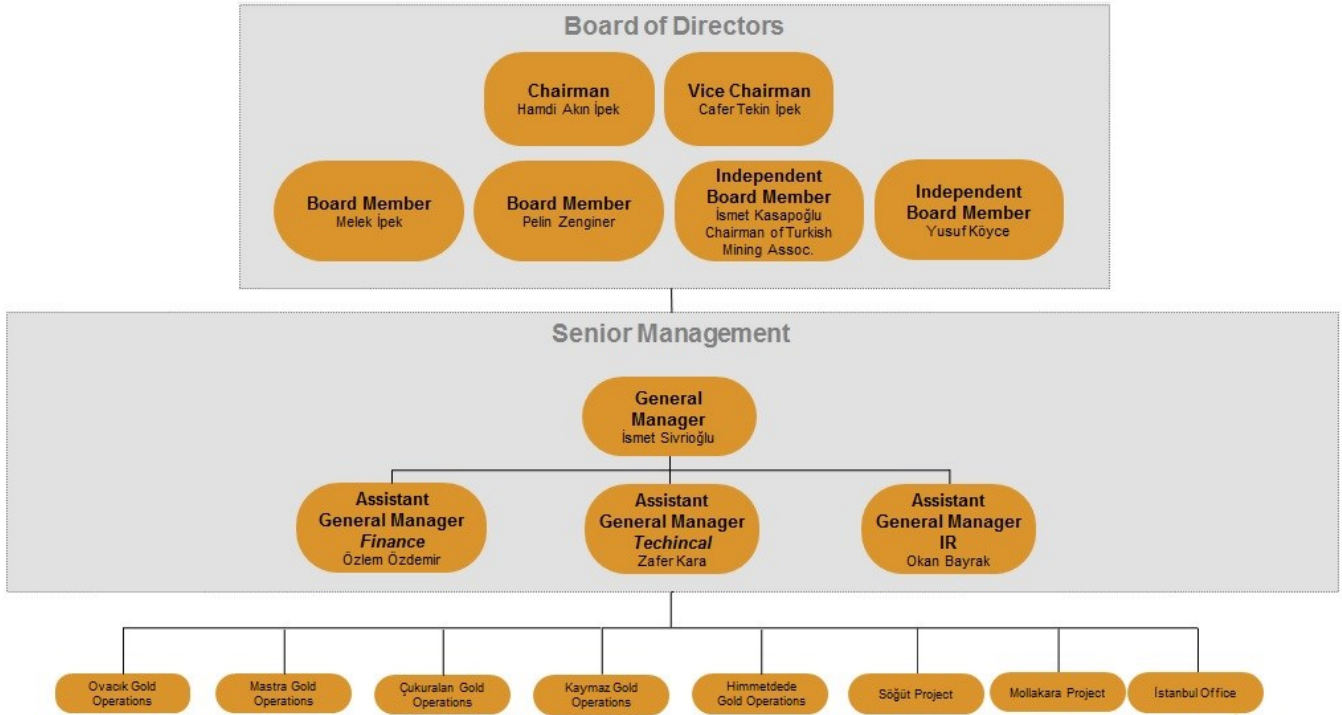 Board of Directors
Chairman
Hamdi Akın İpek
Vice Chairman
Cafer Tekin İpek
Board Member
Melek İpek
Board Member
Pelin Zenginer
Independent
Board Member
İsmet Kasapoğlu
Chairman of Turkish
Mining Assoc.
Independent
Board Member
Yusuf Köyce
Senior Management
General
Manager
İsmet Sivrioğlu
Assistant
General Manager
Finance
Özlem Özdemir
Assistant
General Manager
Techincal
Zafer Kara
Assistant
General Manager
IR
Okan Bayrak
Ovacık Gold
Operations
Mastra Gold
Operations
Çukuralan Gold
Operations
Kaymaz Gold
Operations
Himmetdede
Gold Operations
Söğüt Project
Mollakara Project
İstanbul Office